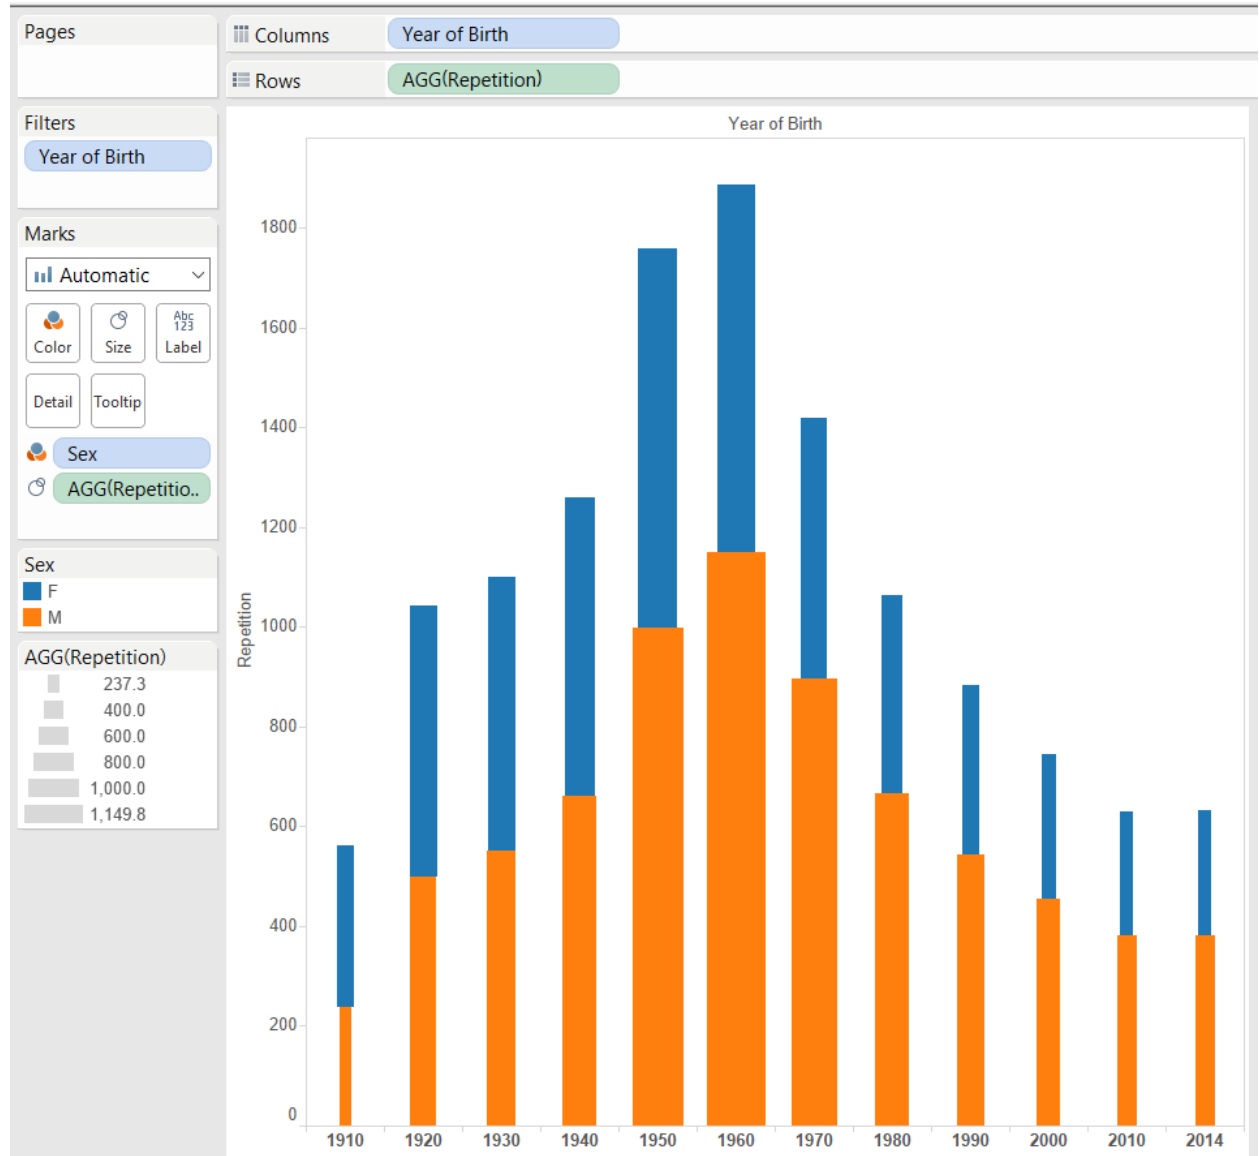 Pages
Columns
Year of Birth
Rows
AGG(Repetition)
Filters
Year of Birth
Marks
Automatic
Color
Size
Abc
123
Label
Detail
Tooltip
Sex
AGG(Repetitio..
Sex
F
M
AGG(Repetition)
237.3
400.0
600.0
800.0
1,000.0
1,149.8
Year of Birth
Repetition
1800
1600
1400
1200
1000
800
600
400
200
0
1910 1920 1930 1940 1950 1960 1970 1980 1990 2000 2010 2014